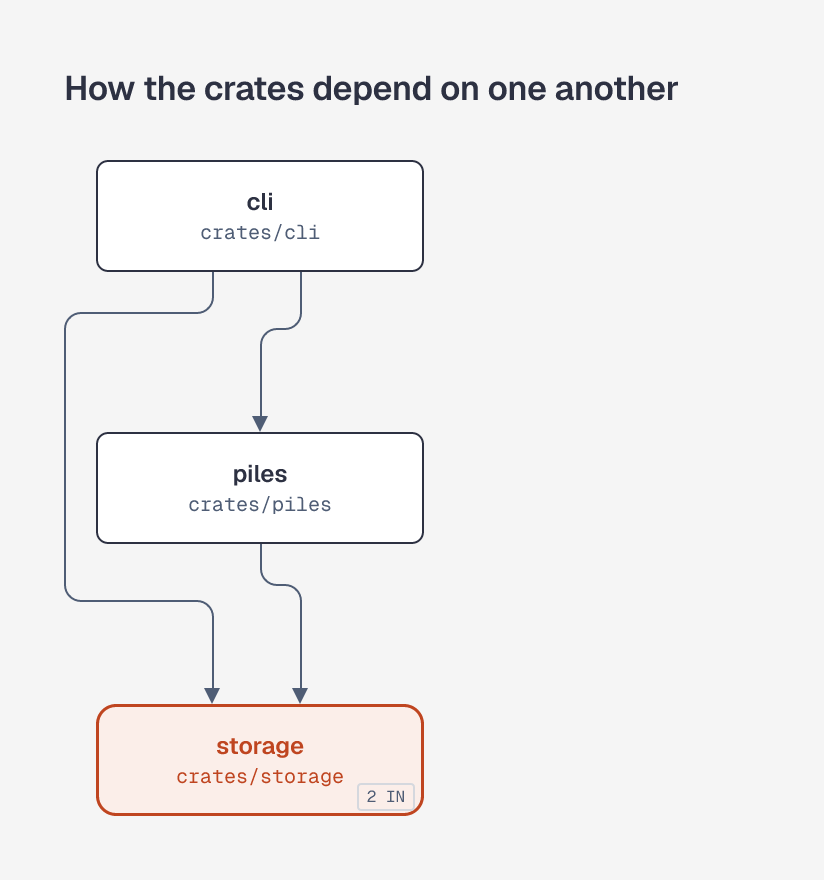 How the crates depend on one another
cli
crates/cli
piles
crates/piles
storage
crates/storage
2 IN